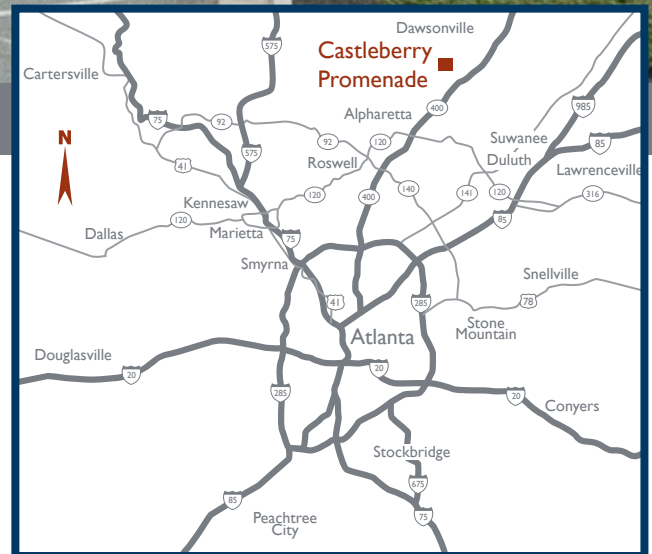 Dawsonville
575
Castleberry
Promenade
Cartersville
400
985
75
92
Alpharetta
92
120
Suwanee
85
N
575
Duluth
41
Roswell
Lawrenceville
120
140
141
120
316
Kennesaw
400
120
Marietta
85
Dallas
75
Smyrna
Snellville
41
285
78
Stone
Mountain
Atlanta
Douglasville
20
20
285
20
Conyers
Stockbridge
675
85
75
Peachtree
City